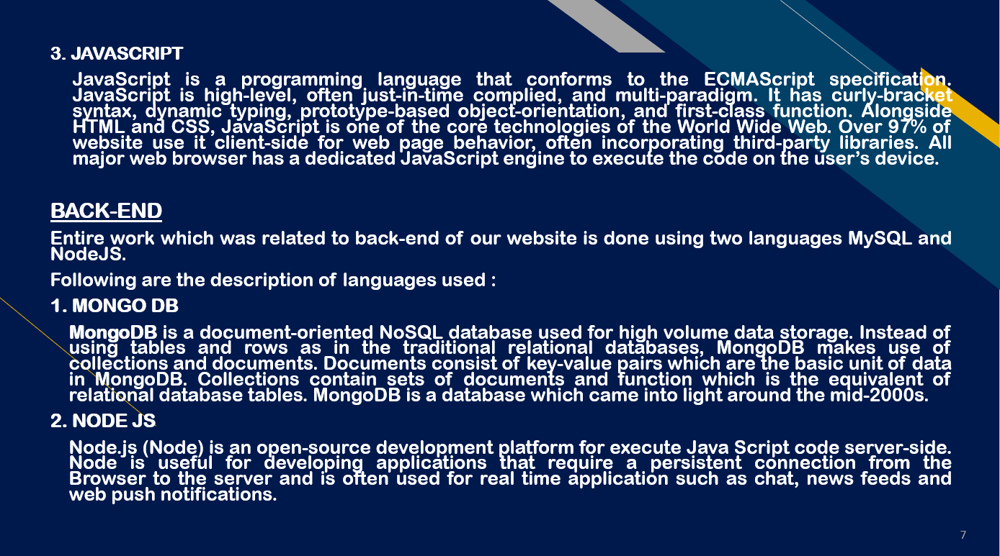 3. JAVASCRIPT
JavaScript is a programming language that conforms to the ECMAScript specification.
JavaScript is high-level, often just-in-time complied, and multi-paradigm. It has curly-bracket
syntax, dynamic typing, prototype-based object-orientation, and first-class function. Alongside
HTML and CSS, JavaScript is one of the core technologies of the World Wide Web. Over 97% of
website use it client-side for web page behavior, often incorporating third-party libraries. All
major web browser has a dedicated JavaScript engine to execute the code on the user’s device.
BACK-END
Entire work which was related to back-end of our website is done using two languages MySQL and
NodeJS.
Following are the description of languages used :
1. MONGO DB
MongoDB is a document-oriented NoSQL database used for high volume data storage. Instead of
using tables and rows as in the traditional relational databases, MongoDB makes use of
collections and documents. Documents consist of key-value pairs which are the basic unit of data
in MongoDB. Collections contain sets of documents and function which is the equivalent of
relational database tables. MongoDB is a database which came into light around the mid-2000s.
2. NODE JS
Node.js (Node) is an open-source development platform for execute Java Script code server-side.
Node is useful for developing applications that require a persistent connection from the
Browser to the server and is often used for real time application such as chat, news feeds and
web push notifications.
7